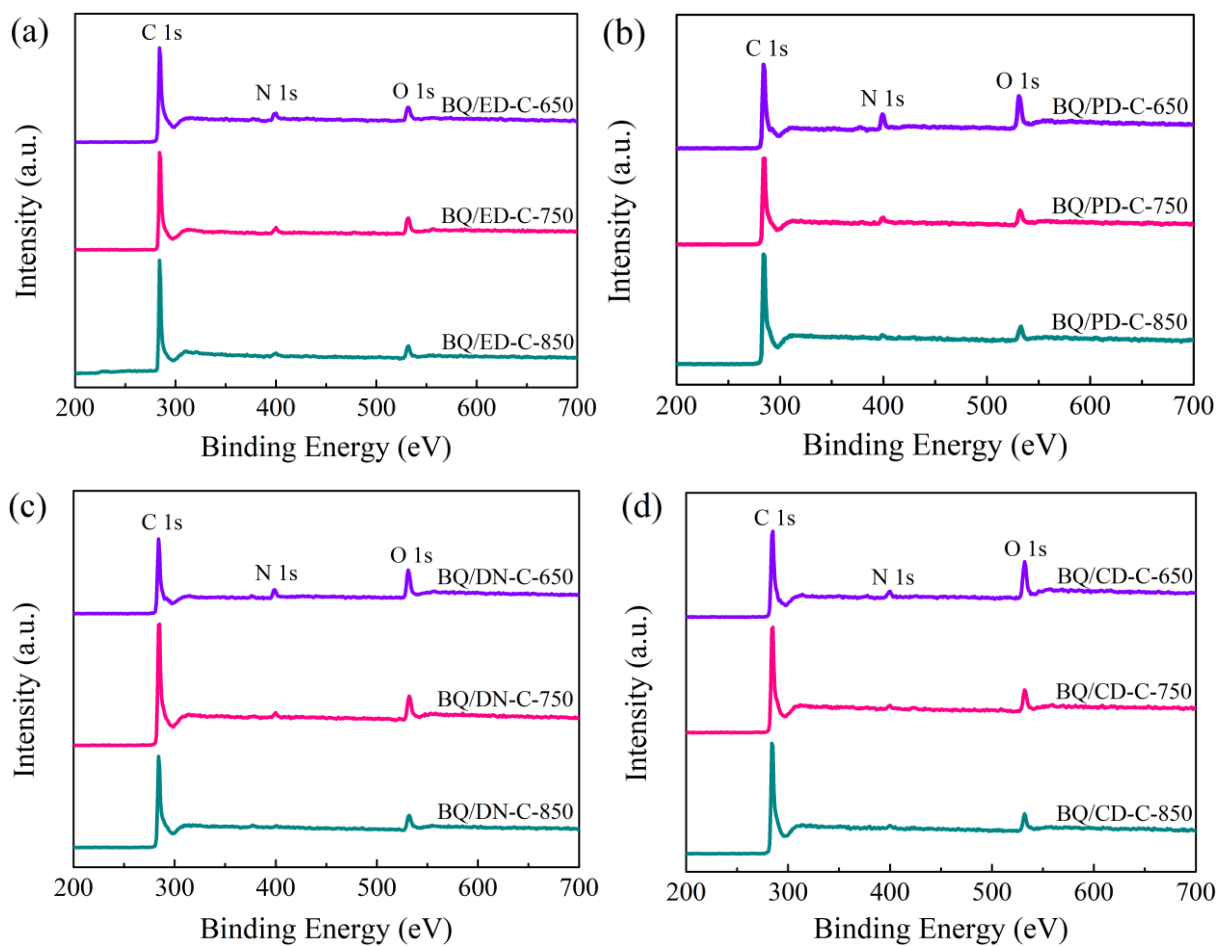 (a)
C 1s
N 1s
O 1s
BQ/ED-C-650
BQ/ED-C-750
BQ/ED-C-850
Intensity (a.u.)
200 300 400 500 600 700
Binding Energy (eV)
(b)
C 1s
N 1s
O 1s
BQ/PD-C-650
BQ/PD-C-750
BQ/PD-C-850
Intensity (a.u.)
200 300 400 500 600 700
Binding Energy (eV)
(c)
C 1s
N 1s
O 1s
BQ/DN-C-650
BQ/DN-C-750
BQ/DN-C-850
Intensity (a.u.)
200 300 400 500 600 700
Binding Energy (eV)
(d)
C 1s
N 1s
O 1s
BQ/CD-C-650
BQ/CD-C-750
BQ/CD-C-850
Intensity (a.u.)
200 300 400 500 600 700
Binding Energy (eV)